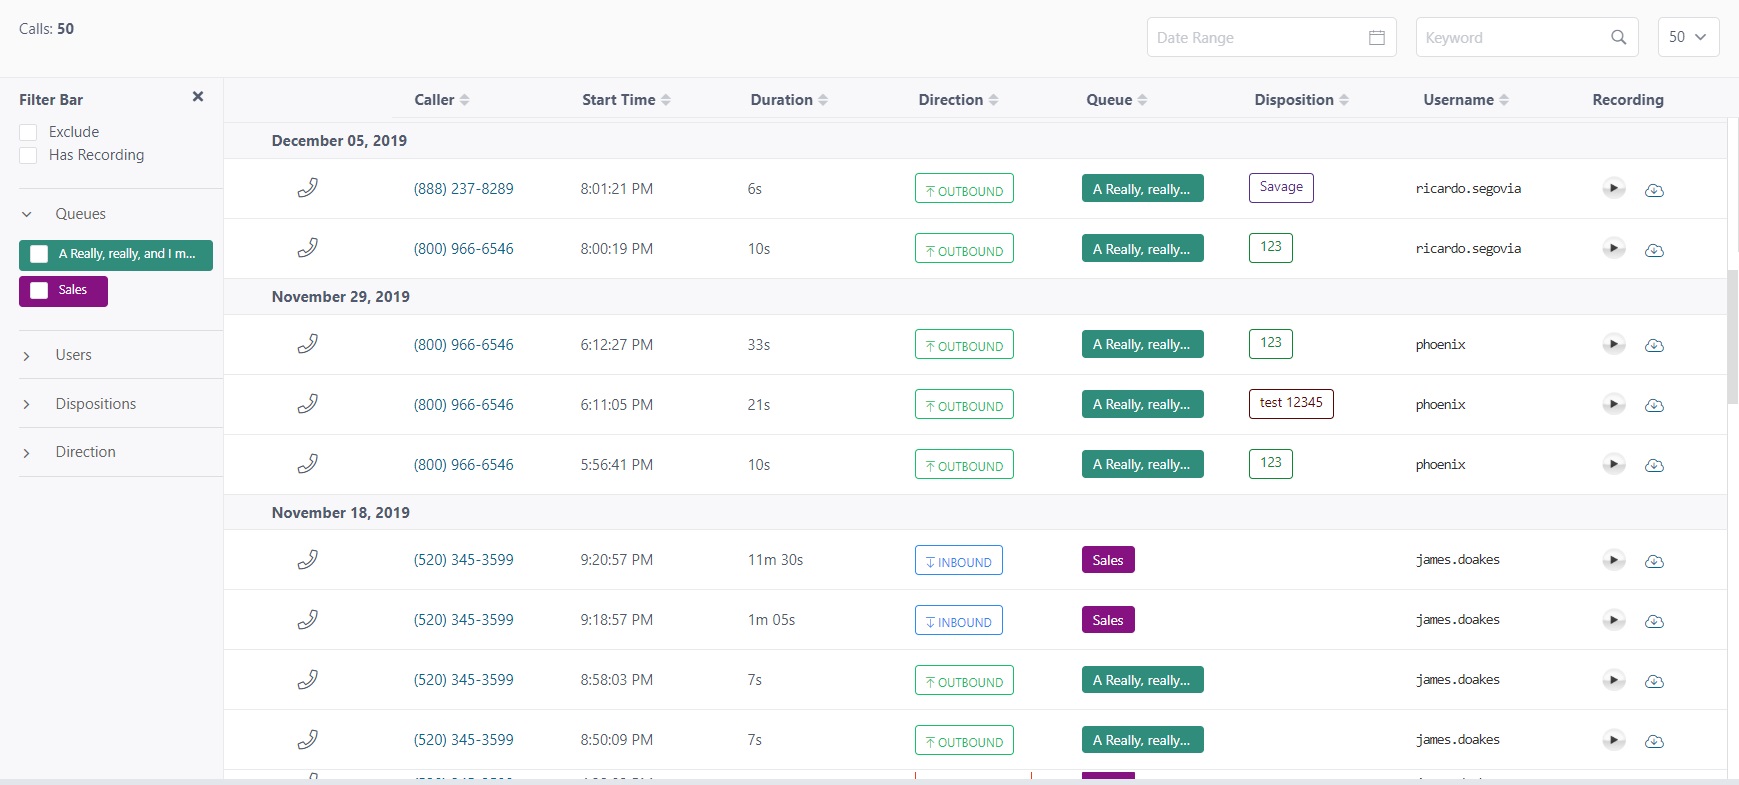 Calls: 50
Date Range
Keyword
50
Filter Bar
Exclude
Has Recording
Queues
A Really, really, and I m...
Sales
Users
Dispositions
Direction
Caller Start Time Duration Direction Queue Disposition Username Recording
December 05, 2019
(888) 237-8289 8:01:21 PM 6s OUTBOUND A Really, really... Savage ricardo.segovia
(800) 966-6546 8:00:19 PM 10s OUTBOUND A Really, really... 123 ricardo.segovia
November 29, 2019
(800) 966-6546 6:12:27 PM 33s OUTBOUND A Really, really... 123 phoenix
(800) 966-6546 6:11:05 PM 21s OUTBOUND A Really, really... test 12345 phoenix
(800) 966-6546 5:56:41 PM 10s OUTBOUND A Really, really... 123 phoenix
November 18, 2019
(520) 345-3599 9:20:57 PM 11m 30s INBOUND Sales james.doakes
(520) 345-3599 9:18:57 PM 1m 05s INBOUND Sales james.doakes
(520) 345-3599 8:58:03 PM 7s OUTBOUND A Really, really... james.doakes
(520) 345-3599 8:50:09 PM 7s OUTBOUND A Really, really... james.doakes